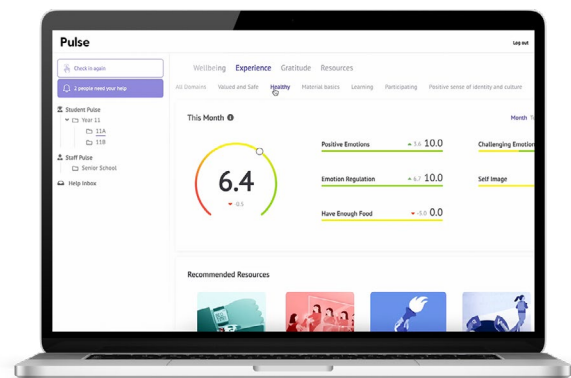 Pulse
Log out
Check in again
2 people need your help
Student Pulse
Year 11
11A
11B
Staff Pulse
Senior School
Help Inbox
Wellbeing Experience Gratitude Resources
All Domains Valued and Safe Healthy Material basics Learning Participating Positive sense of identity and culture
This Month
Month
6.4
-0.5
Positive Emotions 3.6 10.0
Emotion Regulation 6.7 10.0
Have Enough Food -5.0 0.0
Challenging Emotion
Self Image
Recommended Resources